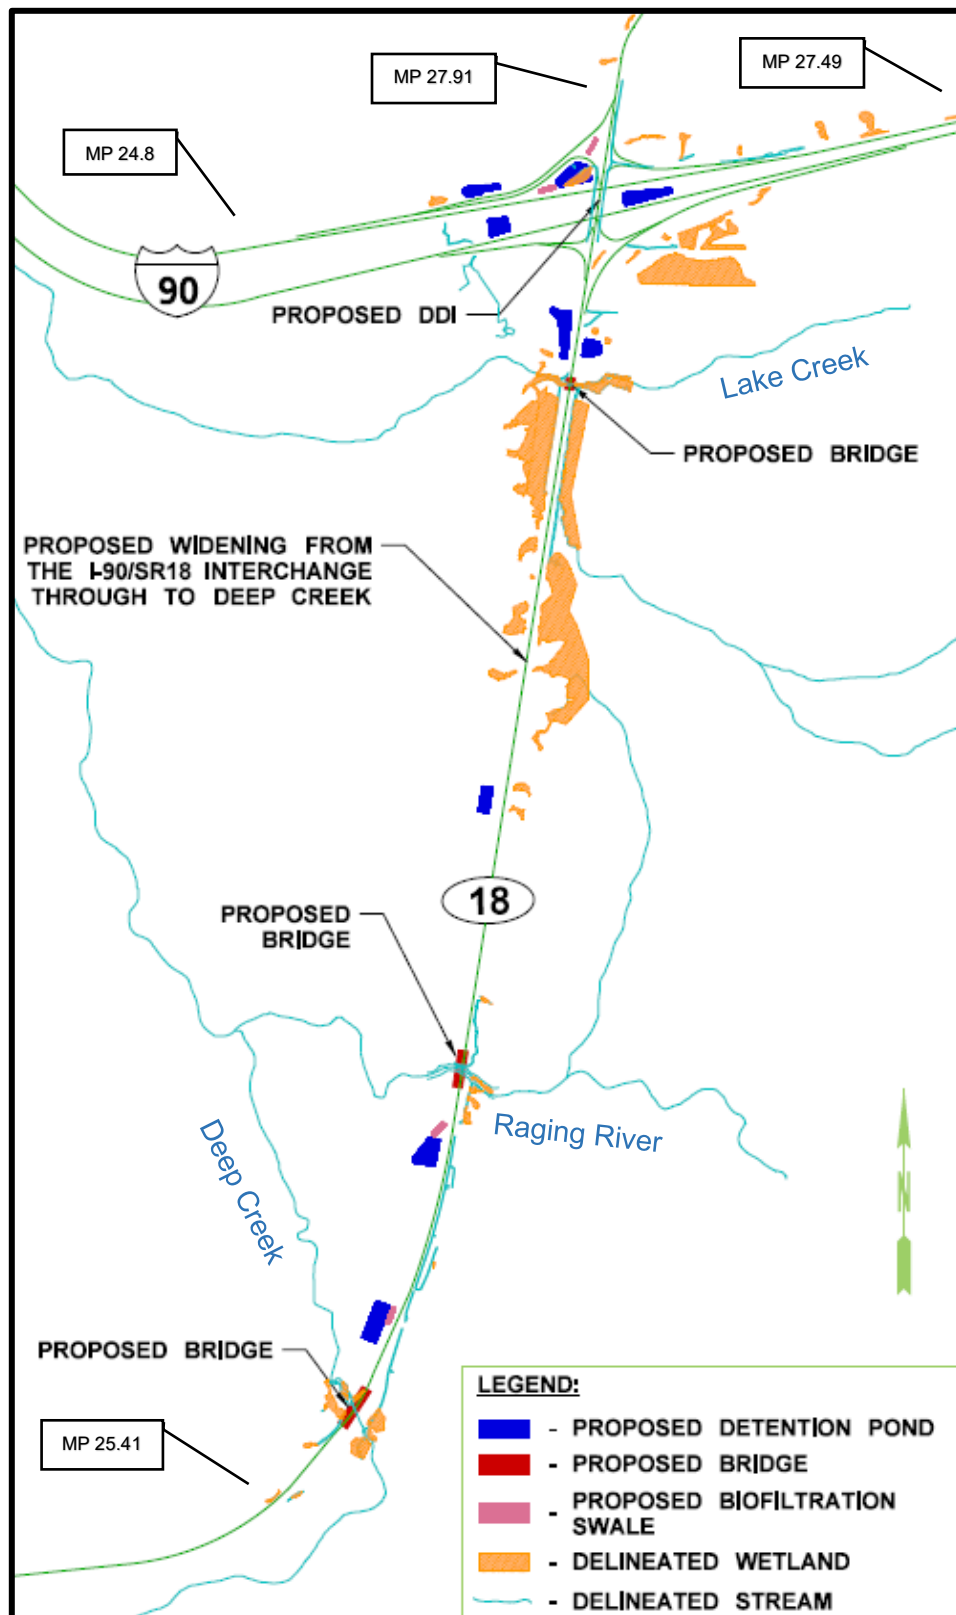 MP 27.91
MP 27.49
MP 24.8
90
PROPOSED DDI
Lake Creek
PROPOSED BRIDGE
PROPOSED WIDENING FROM
THE I-90/SR18 INTERCHANGE
THROUGH TO DEEP CREEK
18
PROPOSED
BRIDGE
Raging River
Deep Creek
N
PROPOSED BRIDGE
MP 25.41
LEGEND:
- PROPOSED DETENTION POND
- PROPOSED BRIDGE
- PROPOSED BIOFILTRATION
SWALE
- DELINEATED WETLAND
- DELINEATED STREAM